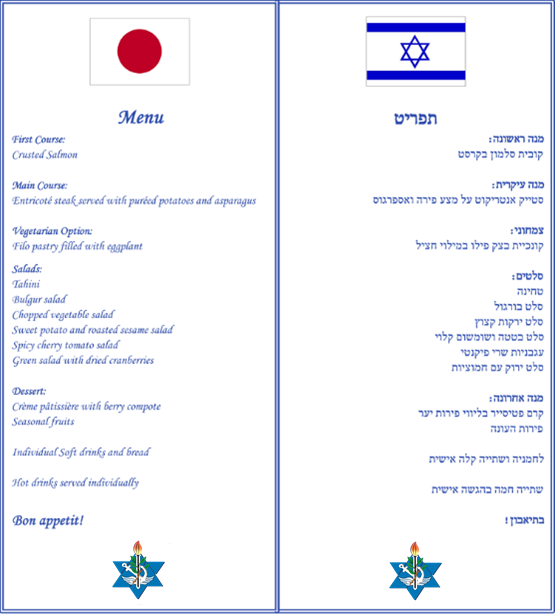 Menu
First Course:
Crusted Salmon
Main Course:
Entricoté steak served with puréed potatoes and asparagus
Vegetarian Option:
Filo pastry filled with eggplant
Salads:
Tahini
Bulgur salad
Chopped vegetable salad
Sweet potato and roasted sesame salad
Spicy cherry tomato salad
Green salad with dried cranberries
Dessert:
Crème pâtissière with berry compote
Seasonal fruits
Individual Soft drinks and bread
Hot drinks served individually
Bon appetit!
תפריט
מנה ראשונה:
קובית סלמון בקרסט
מנה עיקרית:
סטייק אנטריקוט על מצע פירה ואספרגוס
צמחוני:
קונכיית בצק פילו במילוי חציל
סלטים:
טחינה
סלט בורגול
סלט ירקות קצוץ
סלט בטטה ושומשום קלוי
עגבניות שרי פיקנטי
סלט ירוק עם חמוציות
מנה אחרונה:
קרם פטיסייר בליווי פירות יער
פירות העונה
לחמניה ושתייה קלה אישית
שתייה חמה בהגשה אישית
בתיאבון !